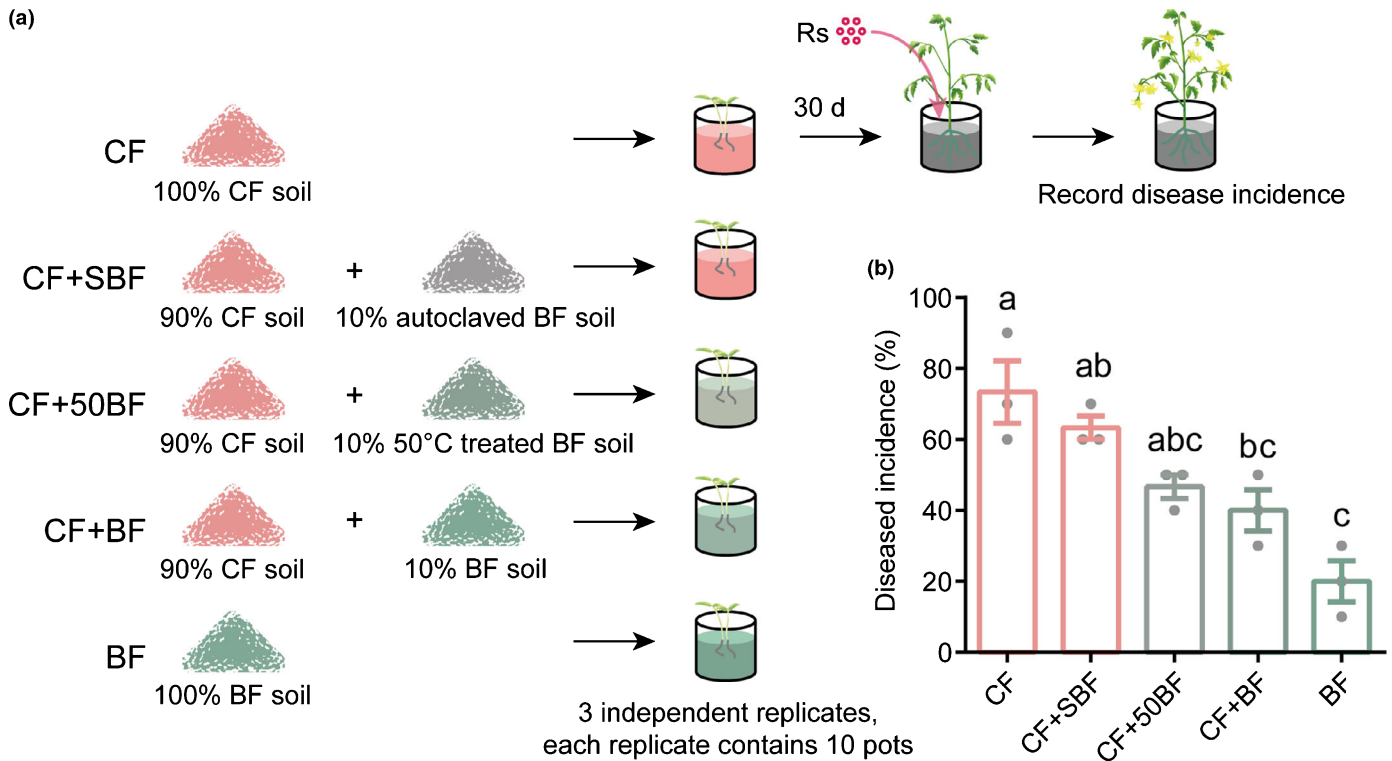 (a)
Rs
30 d
Record disease incidence
CF
100% CF soil
CF+SBF
+
90% CF soil
10% autoclaved BF soil
CF+50BF
+
90% CF soil
10% 50°C treated BF soil
CF+BF
+
90% CF soil
10% BF soil
BF
100% BF soil
3 independent replicates,
each replicate contains 10 pots
(b)
Diseased incidence (%)
100
80
60
40
20
0
a
ab
abc
bc
c
CF
CF+SBF
CF+50BF
CF+BF
BF